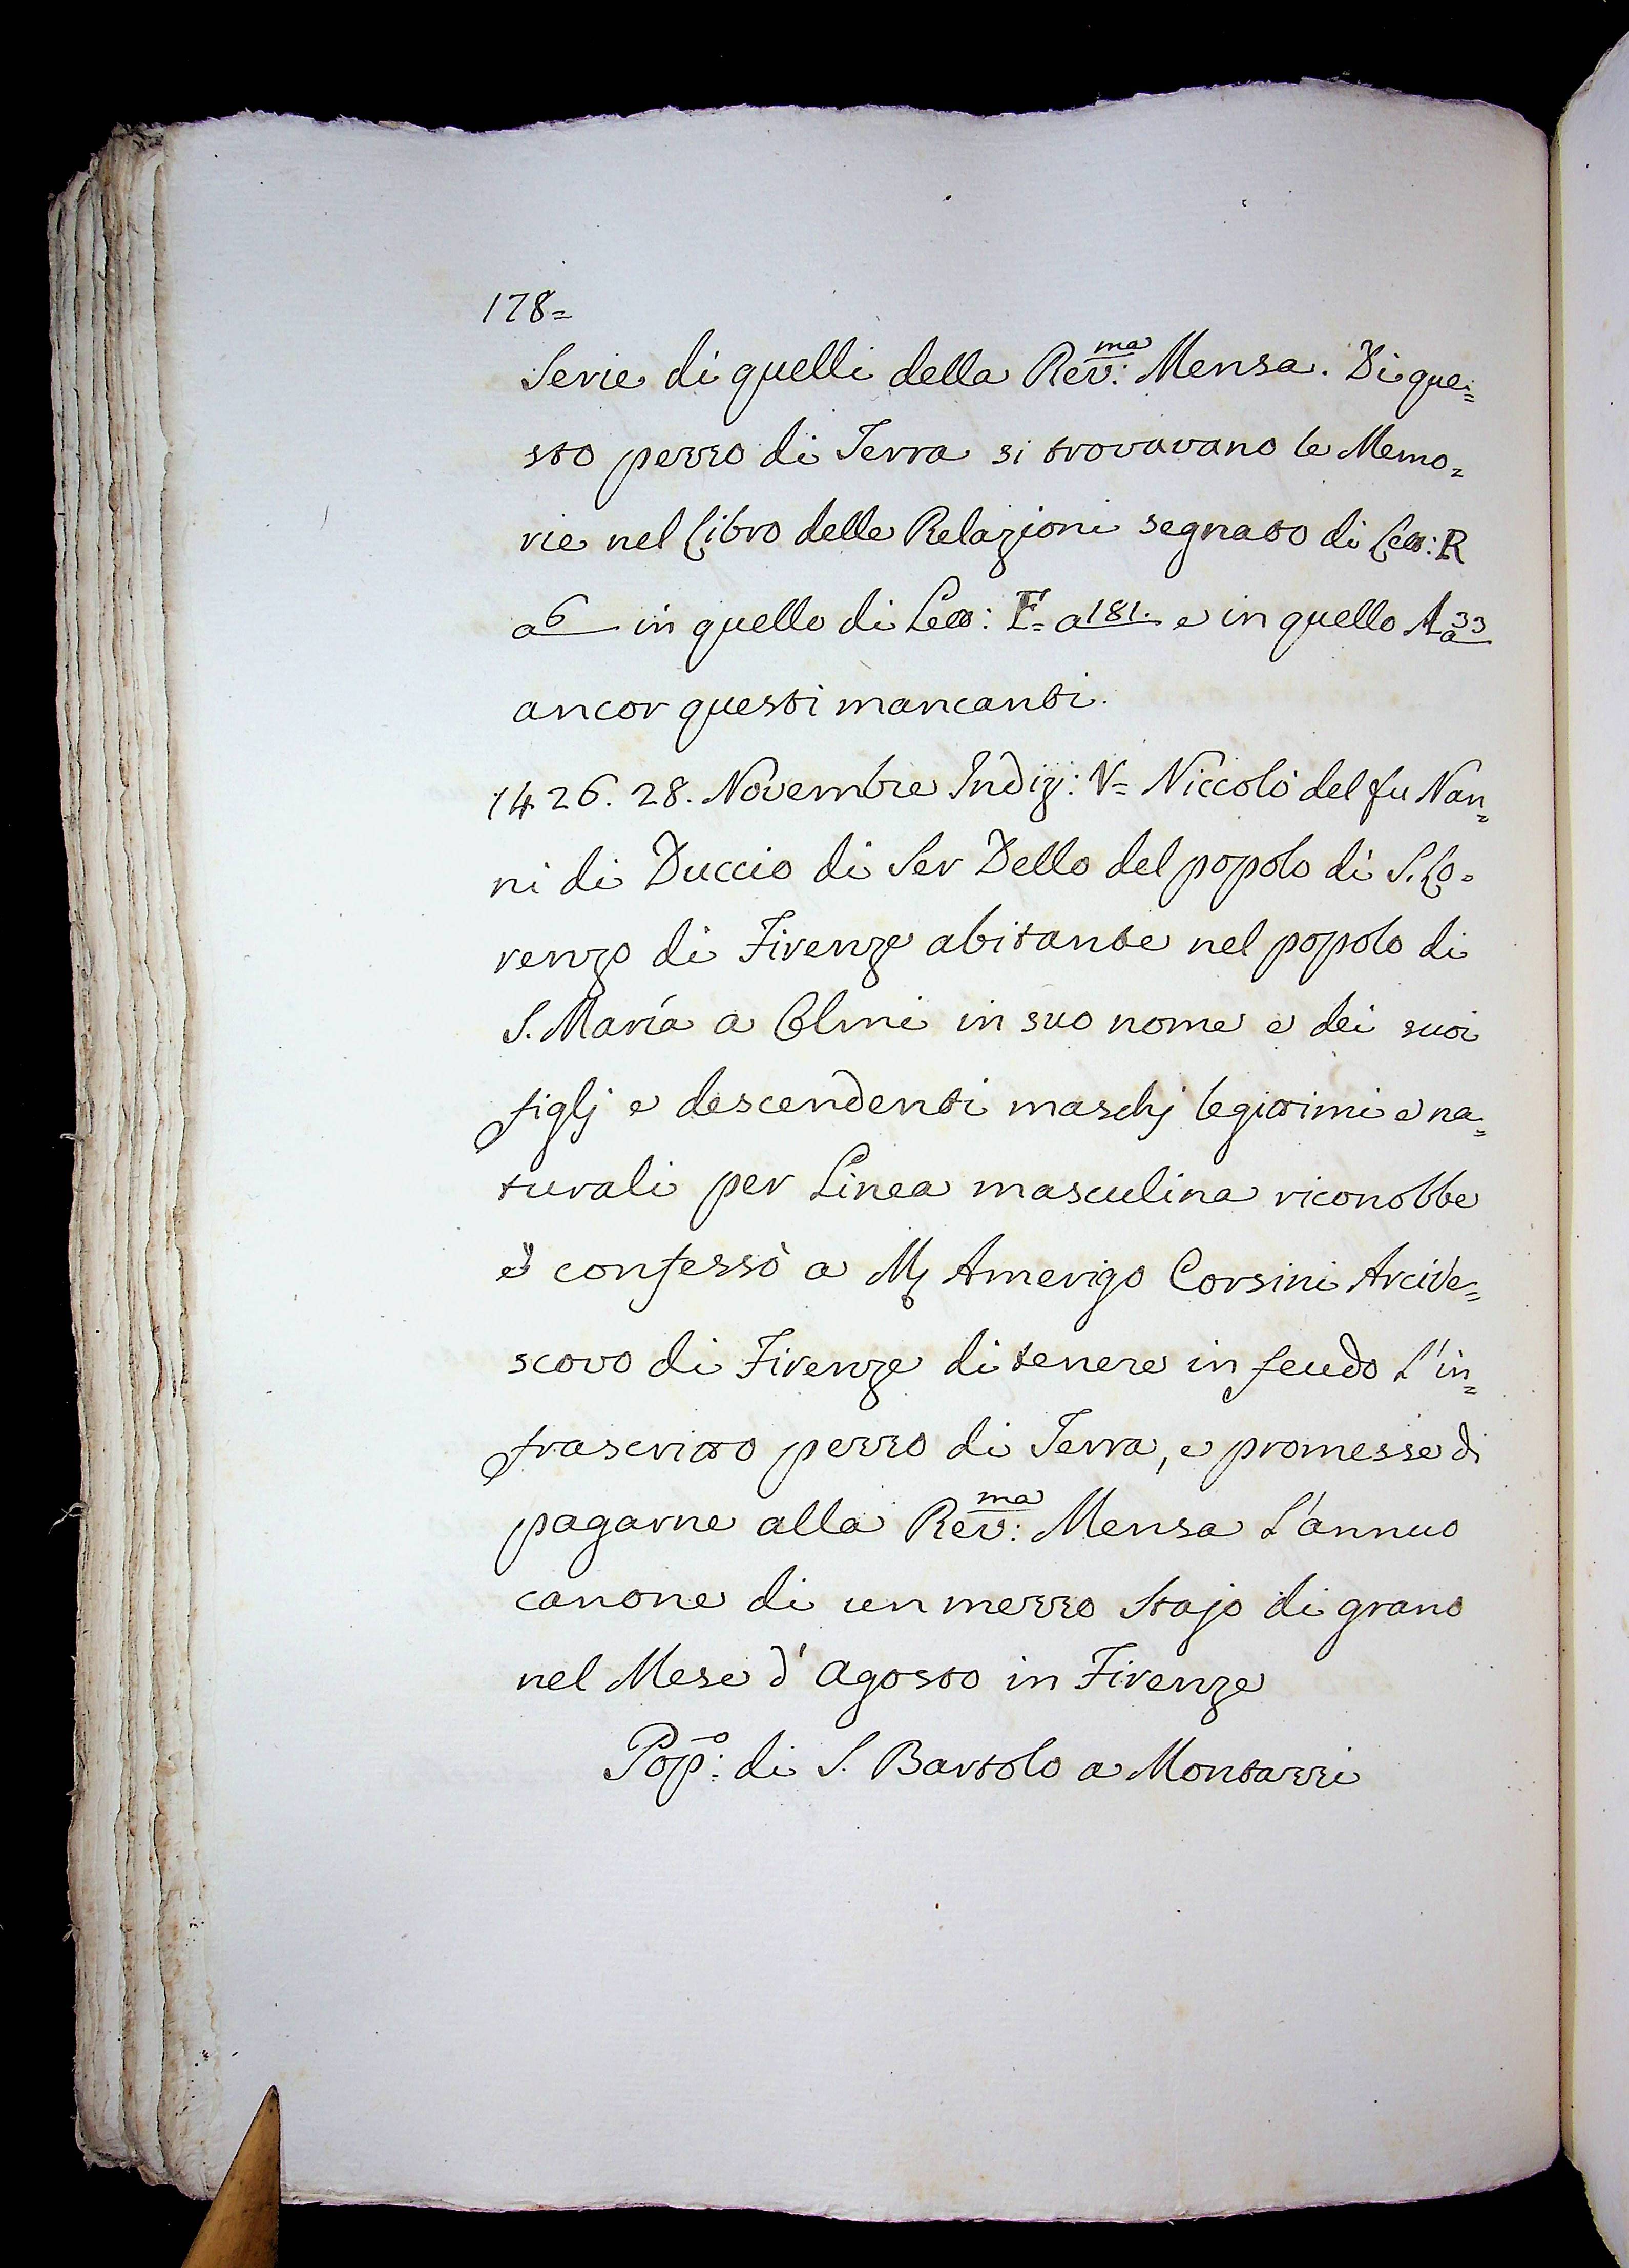 178=
Serie di quelli della Rev:ma Mensa. Di que=
sto pezzo di Terra si trovavano le Memo=
rie nel Libro delle Relazioni segnato di Lett: R
a 6 in quello di Lett: F= a 181. e in quello A a 33
ancor questi mancanti.
1426. 28. Novembre Indiz: V= Niccolò del fu Nan=
ni di Duccio di Ser Dello del popolo di S. Lo=
renzo di Firenze abitante nel popolo di
S. Maria a Olmi in suo nome e dei suoi
figlj e descendenti maschj legittimi e na=
turali per Linea masculina riconobbe
e confessò a Mg Amerigo Corsini Arcive=
scovo di Firenze di tenere in feudo l'in=
frascritto pezzo di Terra, e promesse di
pagarne alla Rev:ma Mensa l'annuo
canone di un mezzo Stajo di grano
nel Mese d'Agosto in Firenze
Pop:o di S. Bartolo a Montazzi